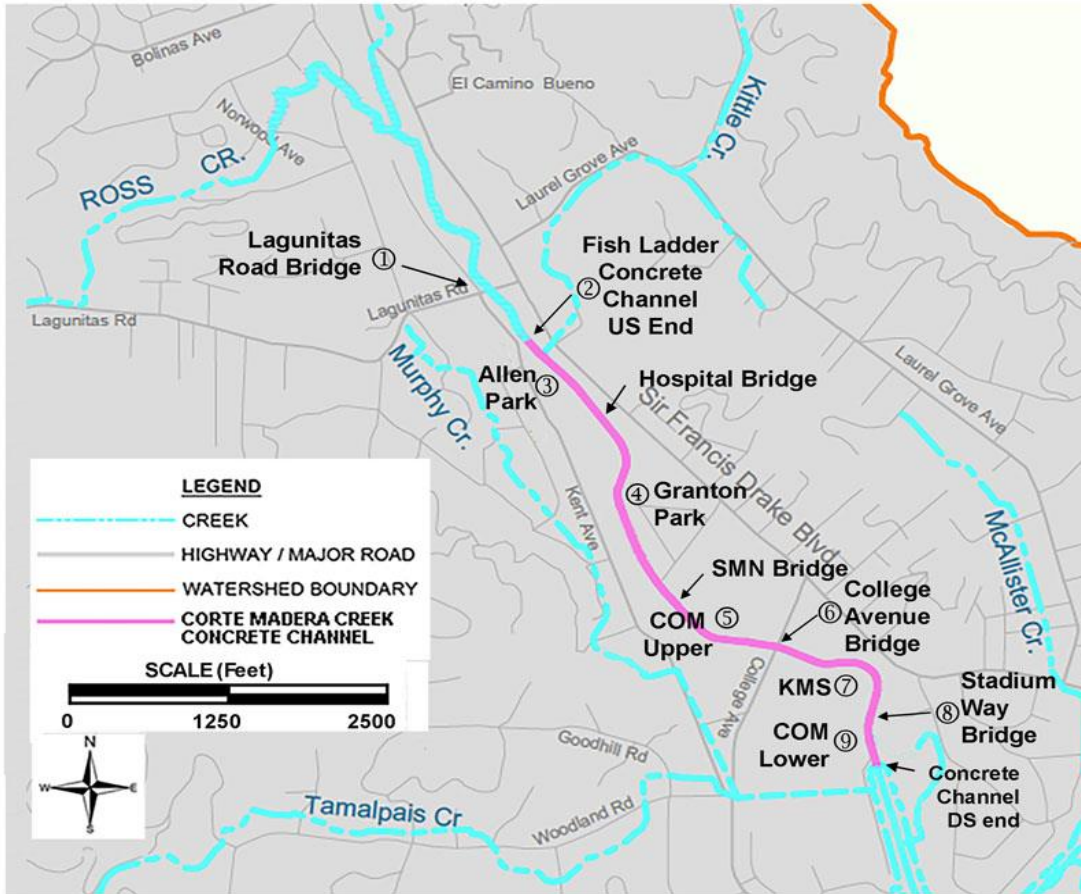 Bolinas Ave
El Camino Bueno
Kittle Cr.
Norwood Ave
ROSS CR.
Laurel Grove Ave
Lagunitas
Road Bridge ①
Fish Ladder
Concrete
② Channel
US End
Lagunitas Rd
Lagunitas Rd
Murphy Cr.
Allen
Park ③
Hospital Bridge
Sir Francis Drake Blvd
Laurel Grove Ave
LEGEND
CREEK
HIGHWAY / MAJOR ROAD
WATERSHED BOUNDARY
CORTE MADERA CREEK
CONCRETE CHANNEL
SCALE (Feet)
0 1250 2500
N
W E
S
Kent Ave
④ Granton
Park
McAllister Cr.
SMN Bridge
COM ⑤
Upper
College
⑥ Avenue
Bridge
College Ave
KMS ⑦
Stadium
⑧ Way
Bridge
COM ⑨
Lower
Concrete
Channel
DS end
Goodhill Rd
Woodland Rd
Tamalpais Cr